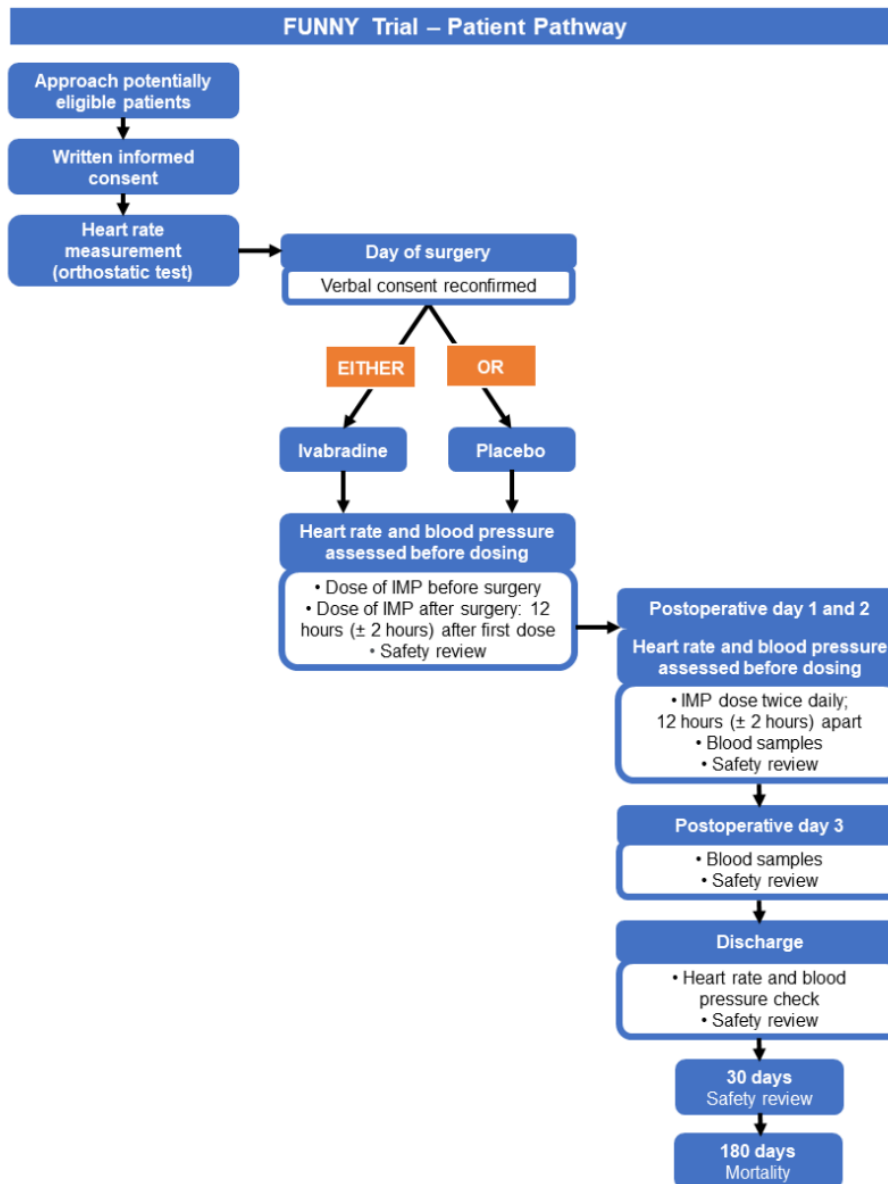 FUNNY Trial – Patient Pathway
Approach potentially
eligible patients
Written informed
consent
Heart rate
measurement
(orthostatic test)
Day of surgery
Verbal consent reconfirmed
EITHER
OR
Ivabradine
Placebo
Heart rate and blood pressure
assessed before dosing
• Dose of IMP before surgery
• Dose of IMP after surgery: 12
hours (± 2 hours) after first dose
• Safety review
Postoperative day 1 and 2
Heart rate and blood pressure
assessed before dosing
• IMP dose twice daily;
12 hours (± 2 hours) apart
• Blood samples
• Safety review
Postoperative day 3
• Blood samples
• Safety review
Discharge
• Heart rate and blood
pressure check
• Safety review
30 days
Safety review
180 days
Mortality